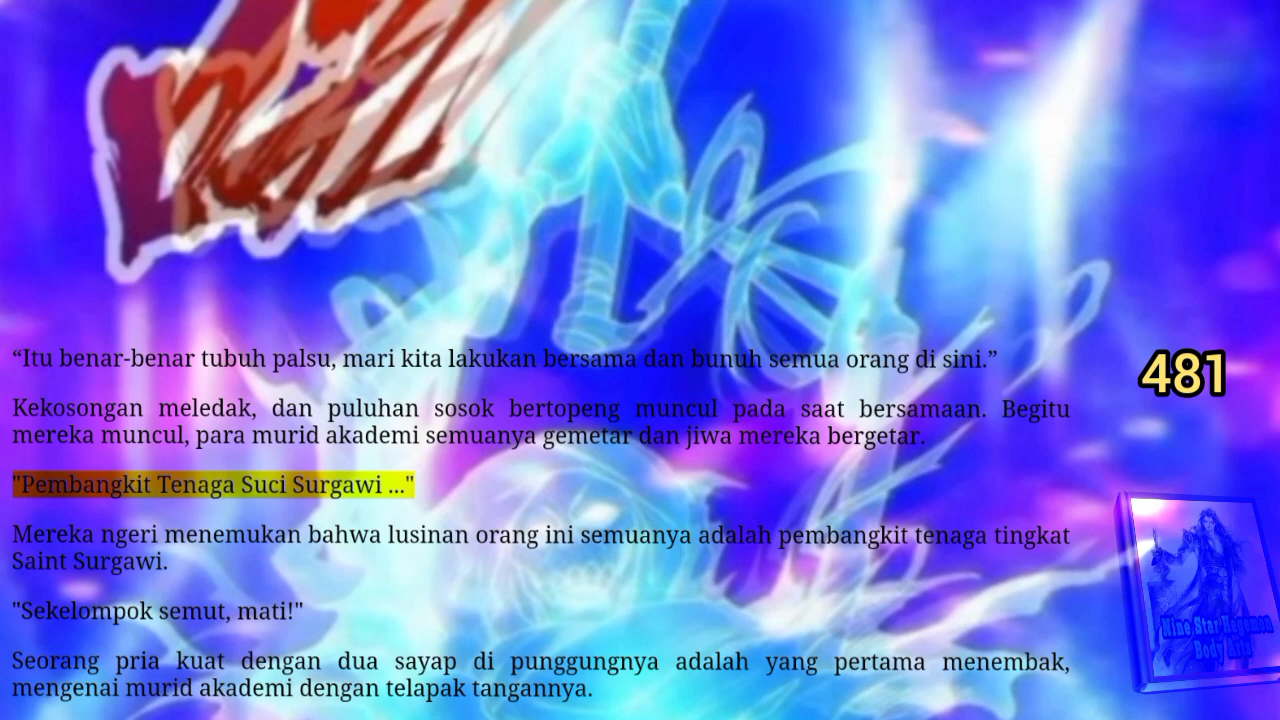 “Itu benar-benar tubuh palsu, mari kita lakukan bersama dan bunuh semua orang di sini.”
Kekosongan meledak, dan puluhan sosok bertopeng muncul pada saat bersamaan. Begitu
mereka muncul, para murid akademi semuanya gemetar dan jiwa mereka bergetar.
"Pembangkit Tenaga Suci Surgawi ..."
Mereka ngeri menemukan bahwa lusinan orang ini semuanya adalah pembangkit tenaga tingkat
Saint Surgawi.
"Sekelompok semut, mati!"
Seorang pria kuat dengan dua sayap di punggungnya adalah yang pertama menembak,
mengenai murid akademi dengan telapak tangannya.
481
Nine Star Hegemon
Body Arts